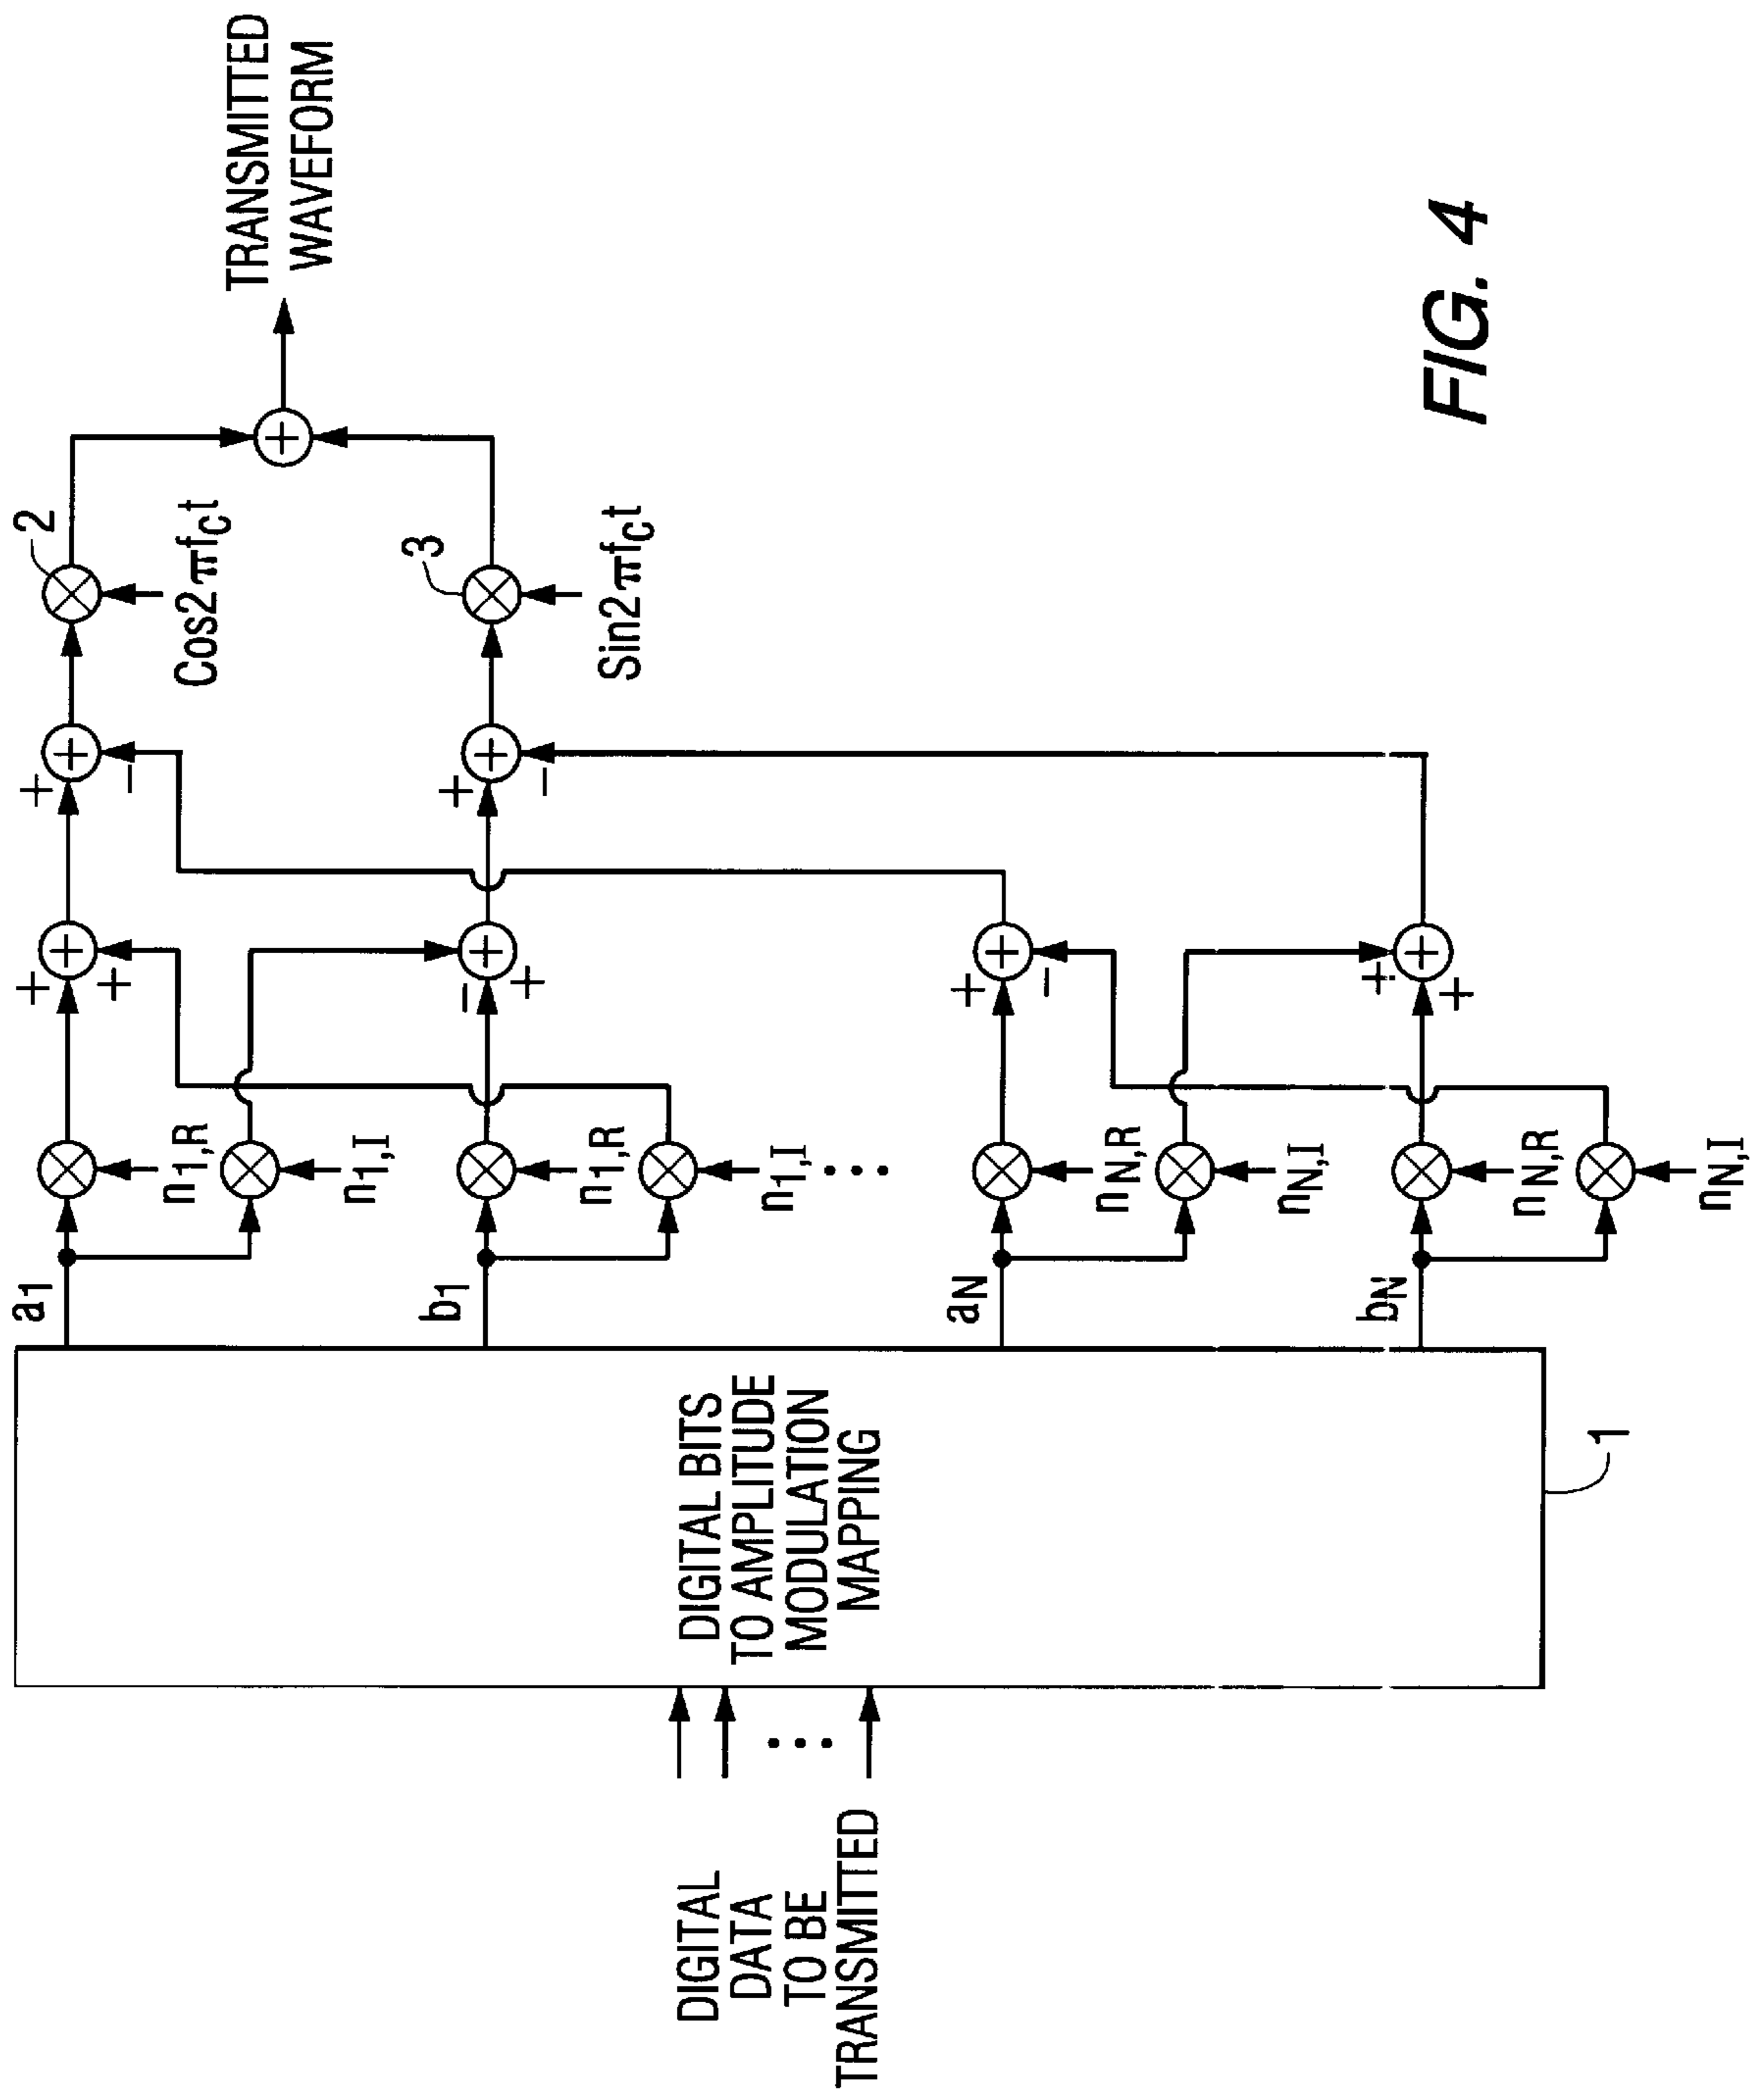 DIGITAL
DATA
TO BE
TRANSMITTED
DIGITAL BITS
TO AMPLITUDE
MODULATION
MAPPING
1
a1
b1
aN
bN
n1,R
n1,I
n1,R
n1,I
nN,R
nN,I
nN,R
nN,I
+
+
+
-
+
+
+
-
+
+
+
+
+
-
+
+
-
+
+
Cos2πfct
2
Sin2πfct
3
+
TRANSMITTED
WAVEFORM
FIG. 4